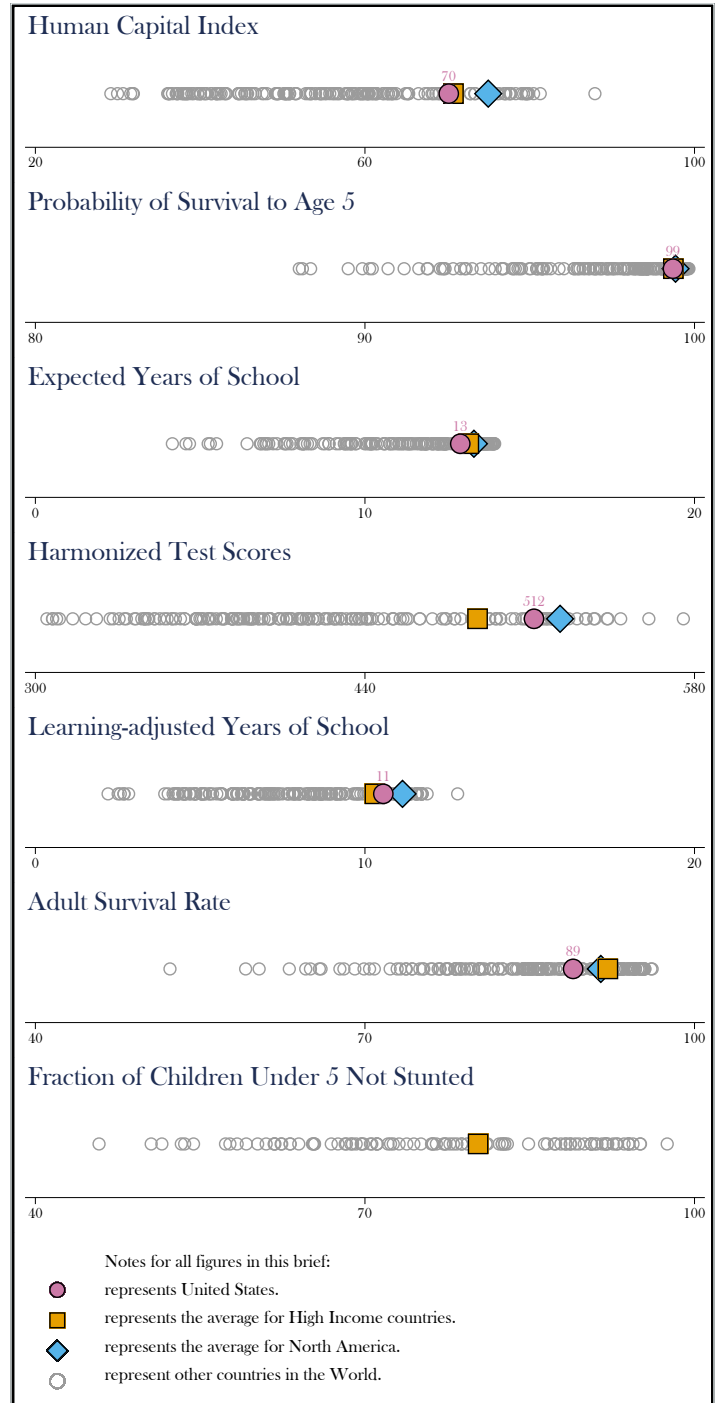 Human Capital Index
70
20 60 100
Probability of Survival to Age 5
99
80 90 100
Expected Years of School
13
0 10 20
Harmonized Test Scores
512
300 440 580
Learning-adjusted Years of School
11
0 10 20
Adult Survival Rate
89
40 70 100
Fraction of Children Under 5 Not Stunted
40 70 100
Notes for all figures in this brief:
represents United States.
represents the average for High Income countries.
represents the average for North America.
represent other countries in the World.